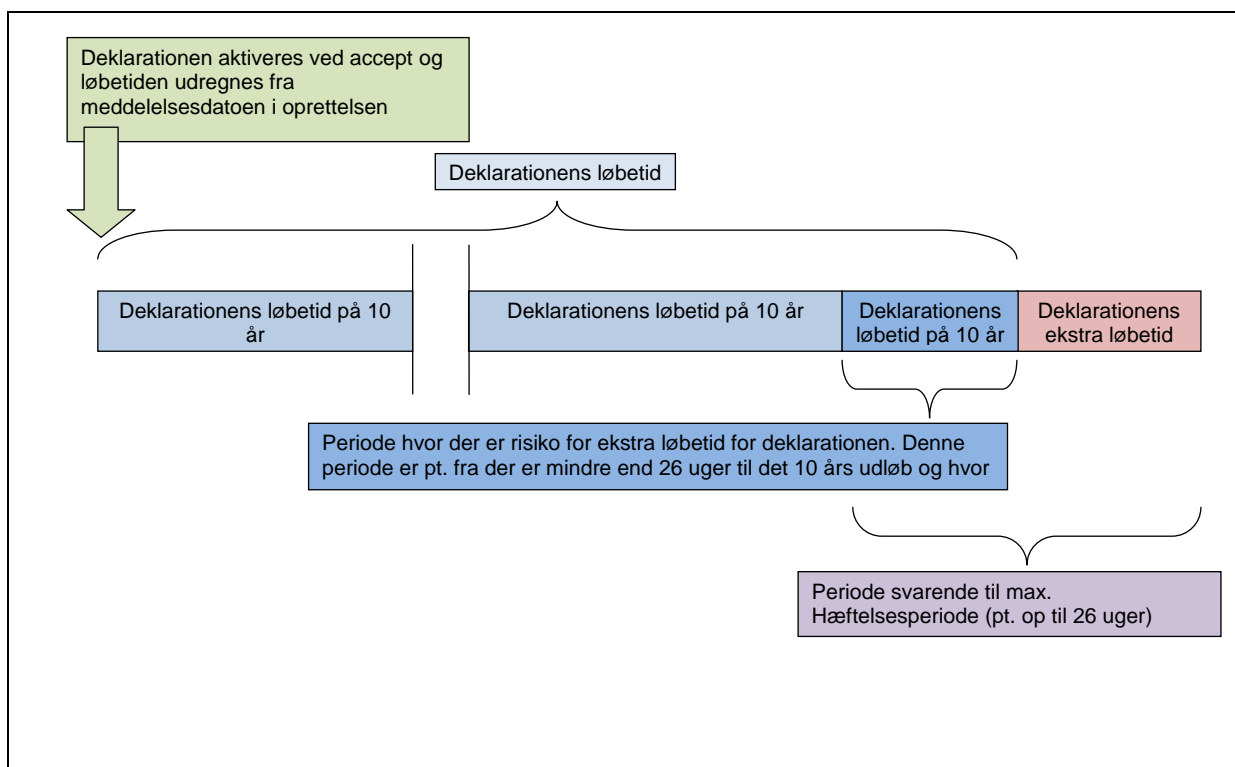 Deklarationen aktiveres ved accept og
løbetiden udregnes fra
meddelelsesdatoen i oprettelsen
Deklarationens løbetid
Deklarationens løbetid på 10
år
Deklarationens løbetid på 10 år
Deklarationens
løbetid på 10 år
Deklarationens
ekstra løbetid
Periode hvor der er risiko for ekstra løbetid for deklarationen. Denne
periode er pt. fra der er mindre end 26 uger til det 10 års udløb og hvor
Periode svarende til max.
Hæftelsesperiode (pt. op til 26 uger)